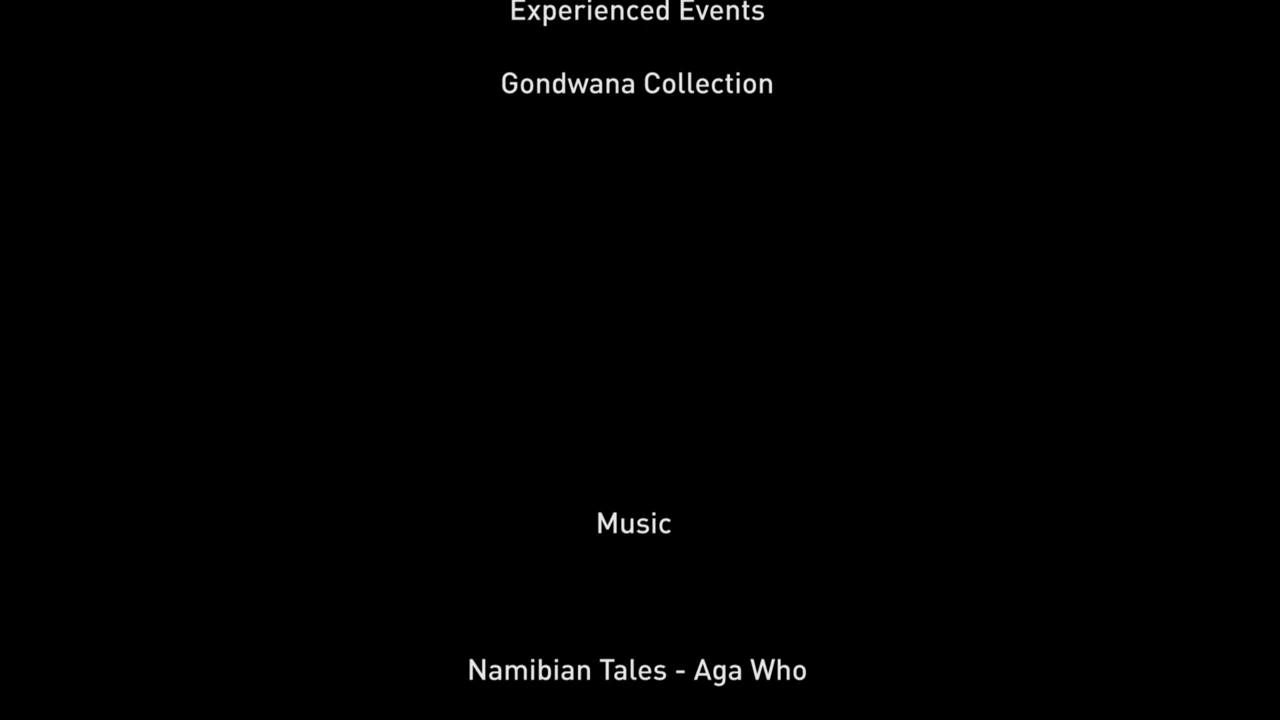 Experienced Events
Gondwana Collection
Music
Namibian Tales - Aga Who